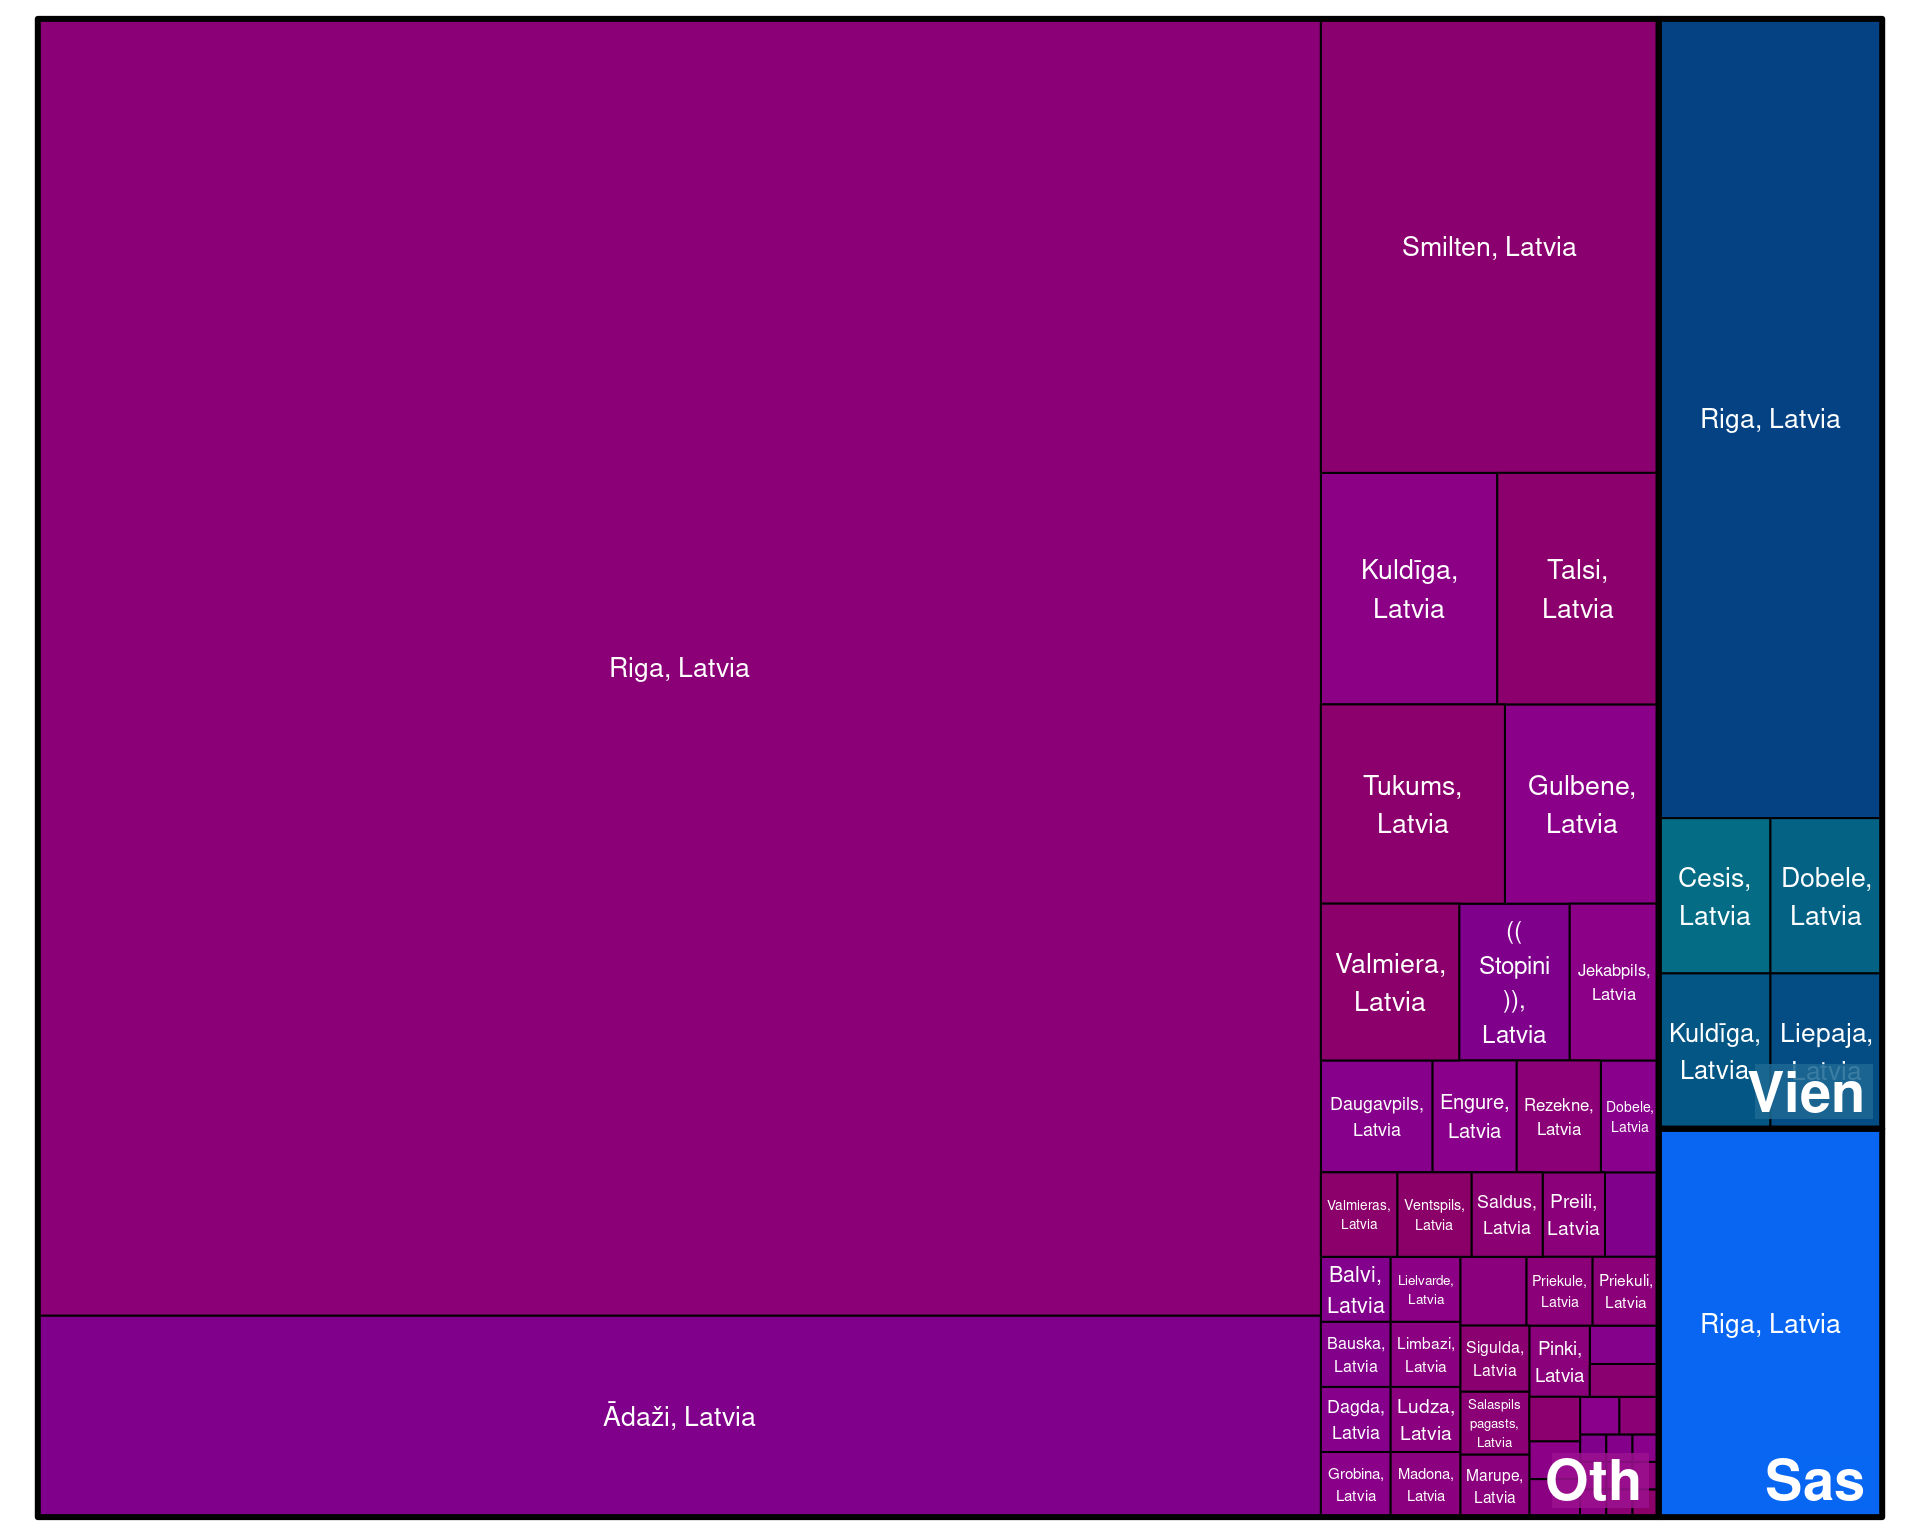 Riga, Latvia
Ādaži, Latvia
Smilten, Latvia
Kuldīga,
Latvia
Talsi,
Latvia
Tukums,
Latvia
Gulbene,
Latvia
Valmiera,
Latvia
((
Stopini
)),
Latvia
Jekabpils,
Latvia
Daugavpils,
Latvia
Engure,
Latvia
Rezekne,
Latvia
Dobele,
Latvia
Valmieras,
Latvia
Ventspils,
Latvia
Saldus,
Latvia
Preili,
Latvia
Balvi,
Latvia
Lielvarde,
Latvia
Priekule,
Latvia
Priekuli,
Latvia
Bauska,
Latvia
Limbazi,
Latvia
Sigulda,
Latvia
Pinki,
Latvia
Dagda,
Latvia
Ludza,
Latvia
Salaspils
pagasts,
Latvia
Grobina,
Latvia
Madona,
Latvia
Marupe,
Latvia
Oth
Riga, Latvia
Cesis,
Latvia
Dobele,
Latvia
Kuldīga,
Latvia
Liepaja,
Latvia
Vien
Riga, Latvia
Sas